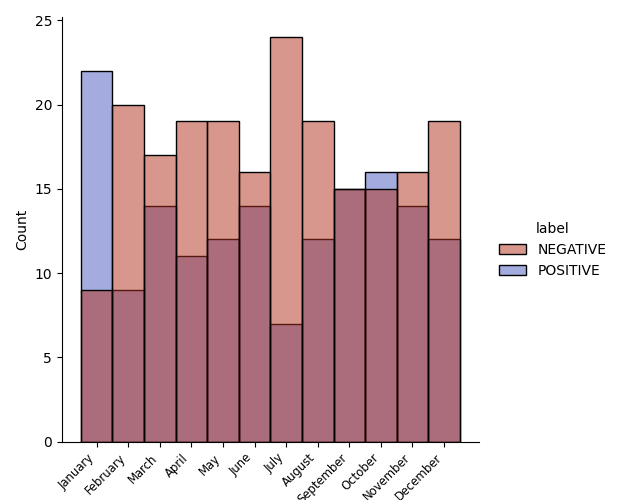 25
20
15
10
5
0
Count
January
February
March
April
May
June
July
August
September
October
November
December
label
NEGATIVE
POSITIVE